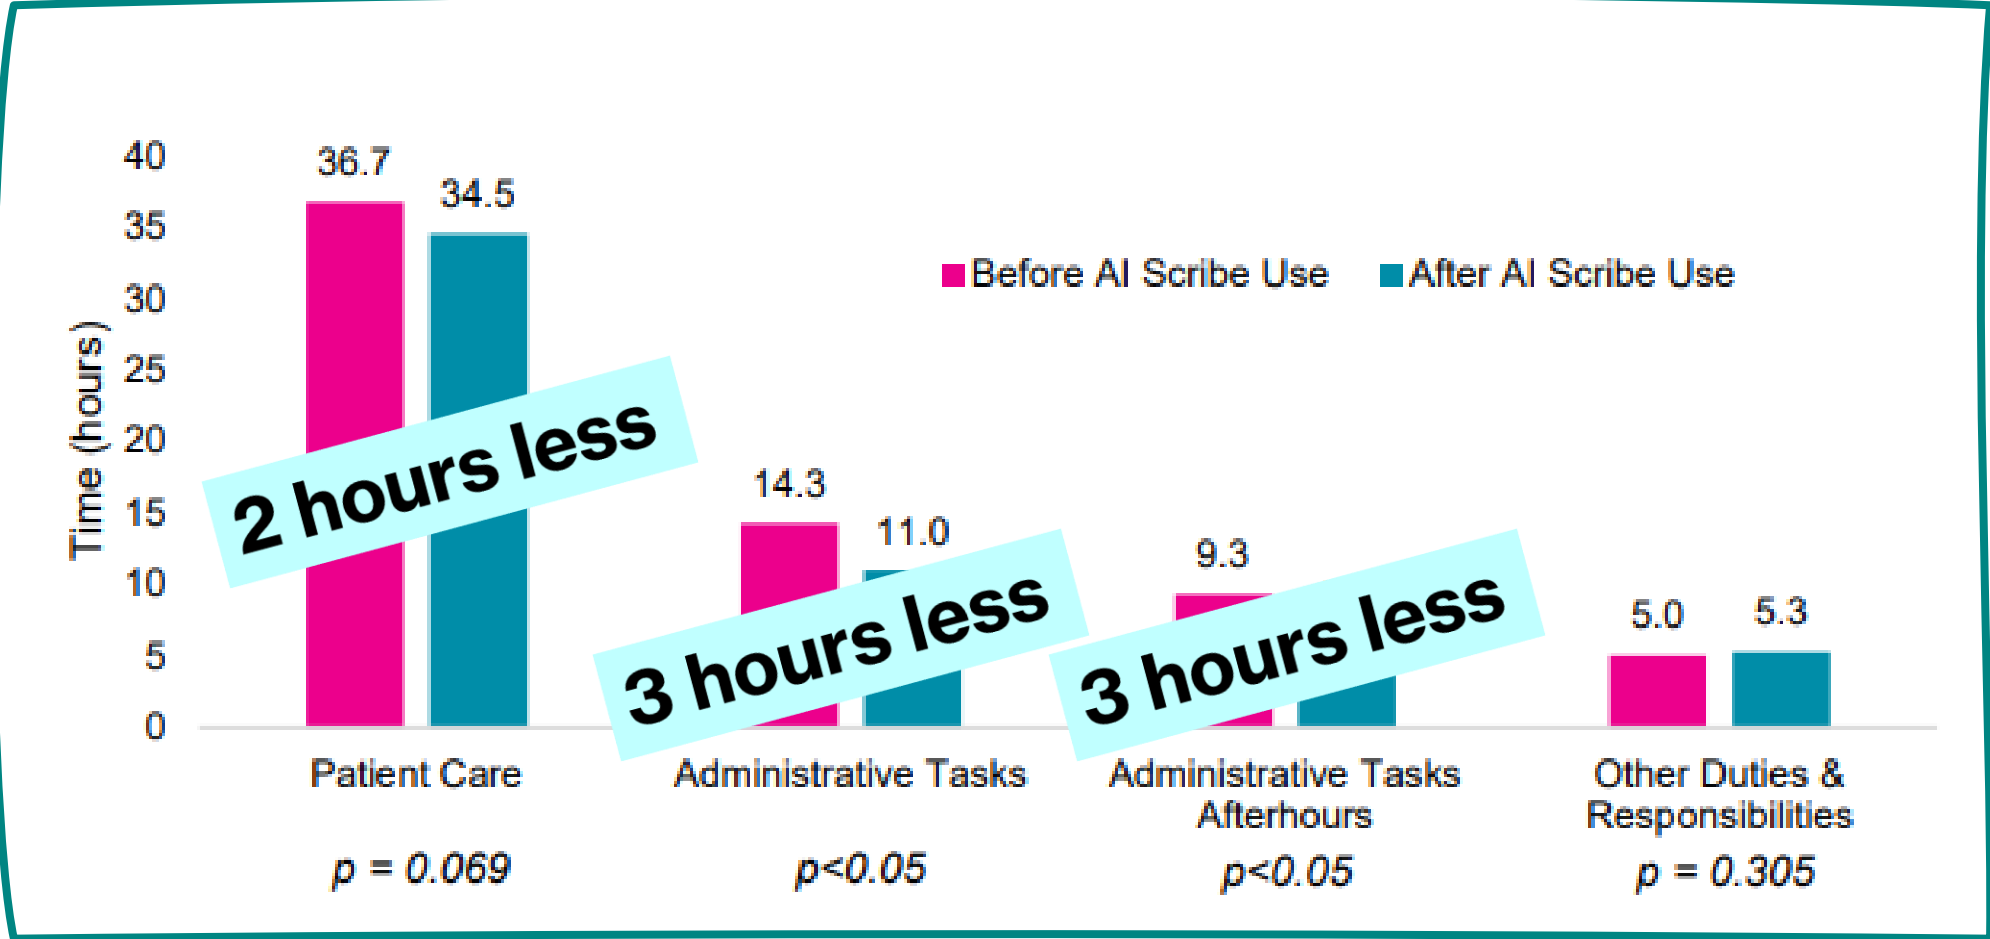 40
35
30
25
20
15
10
5
0
Time (hours)
36.7
34.5
14.3
11.0
9.3
5.0
5.3
Before AI Scribe Use
After AI Scribe Use
2 hours less
3 hours less
3 hours less
Patient Care
Administrative Tasks
Administrative Tasks
Afterhours
Other Duties &
Responsibilities
p = 0.069
p<0.05
p<0.05
p = 0.305